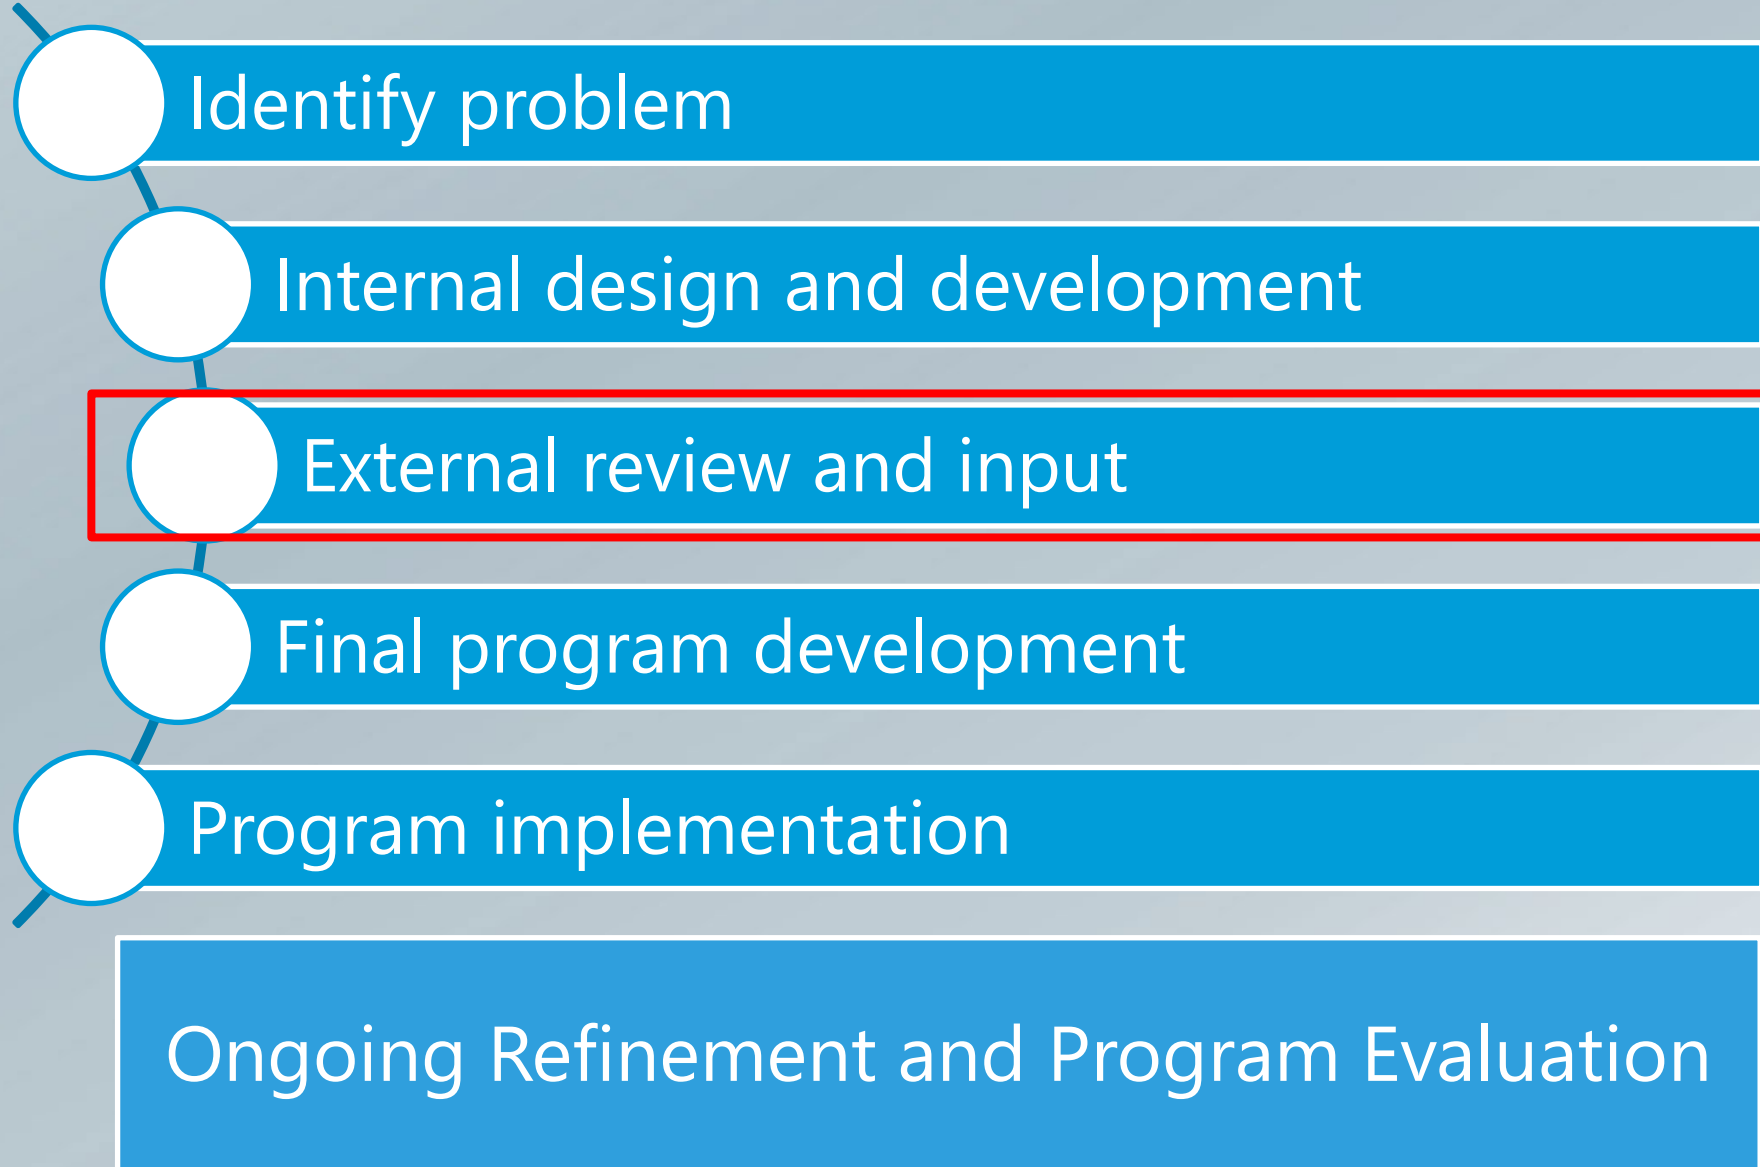 Identify problem
Internal design and development
External review and input
Final program development
Program implementation
Ongoing Refinement and Program Evaluation